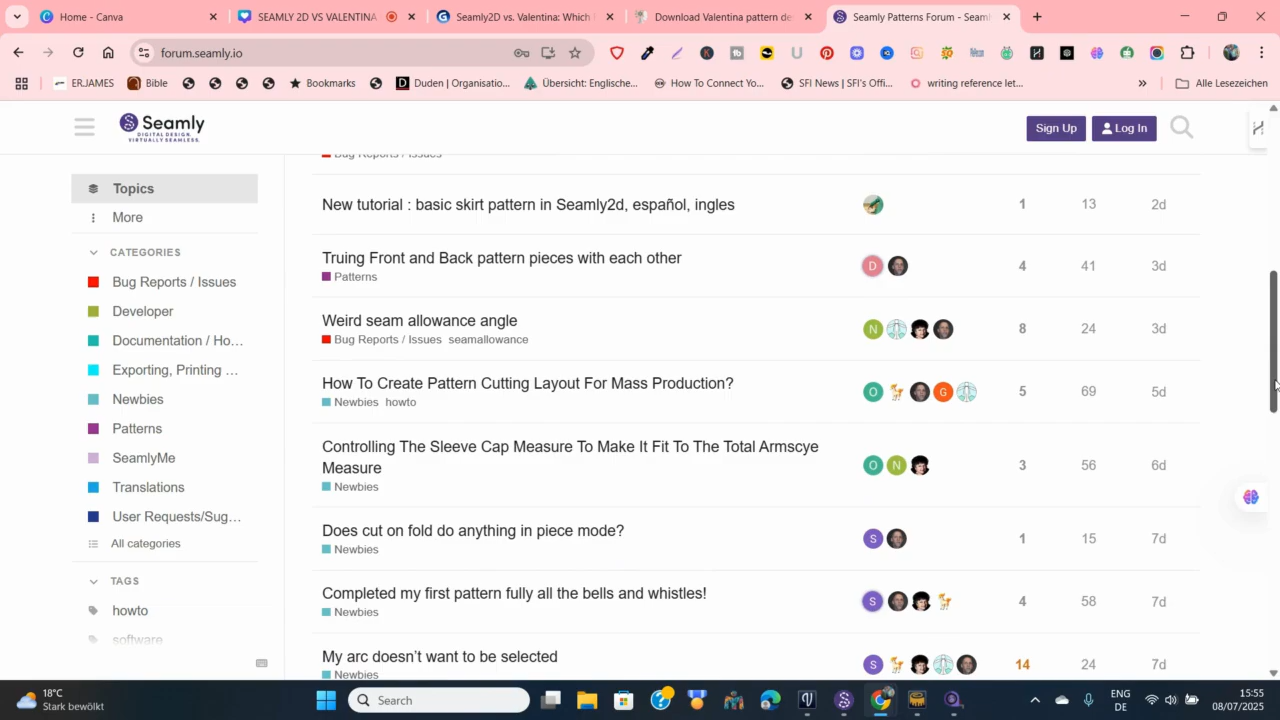 Home - Canva
SEAMLY 2D VS VALENTINA
Seamly2D vs. Valentina: Which
Download Valentina pattern de
Seamly Patterns Forum - Seaml
forum.seamly.io
ERJAMES
Bible
Bookmarks
Duden | Organisatio...
Übersicht: Englische...
How To Connect Yo...
SFI News | SFI's Offi...
writing reference let...
»
Alle Lesezeichen
Seamly
DIGITAL DESIGN.
VIRTUALLY SEAMLESS.
Sign Up
Log In
Topics
More
CATEGORIES
Bug Reports / Issues
Developer
Documentation / Ho...
Exporting, Printing ...
Newbies
Patterns
SeamlyMe
Translations
User Requests/Sug...
All categories
TAGS
howto
software
Bug Reports / Issues
New tutorial : basic skirt pattern in Seamly2d, español, ingles
1 13 2d
Truing Front and Back pattern pieces with each other
Patterns
D
4 41 3d
Weird seam allowance angle
Bug Reports / Issues seamallowance
N
8 24 3d
How To Create Pattern Cutting Layout For Mass Production?
Newbies howto
O G
5 69 5d
Controlling The Sleeve Cap Measure To Make It Fit To The Total Armscye
Measure
Newbies
O N
3 56 6d
Does cut on fold do anything in piece mode?
Newbies
S
1 15 7d
Completed my first pattern fully all the bells and whistles!
Newbies
S
4 58 7d
My arc doesn't want to be selected
Newbies
S
14 24 7d
18°C
Stark bewölkt
Search
ENG
DE
15:55
08/07/2025